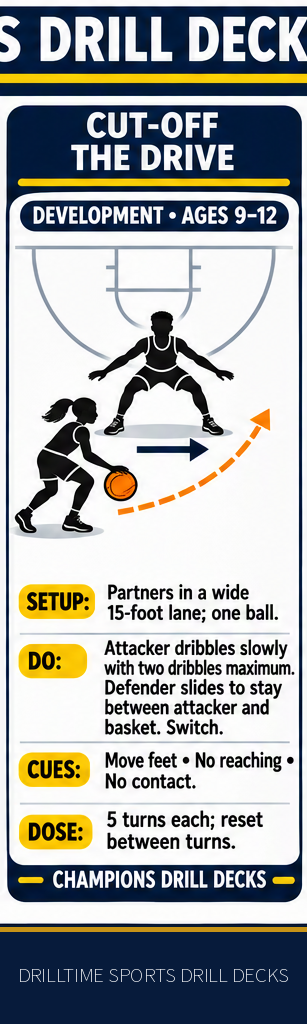 S DRILL DECK
CUT-OFF
THE DRIVE
DEVELOPMENT • AGES 9–12
SETUP: Partners in a wide
15-foot lane; one ball.
DO: Attacker dribbles slowly
with two dribbles maximum.
Defender slides to stay
between attacker and
basket. Switch.
CUES: Move feet • No reaching •
No contact.
DOSE: 5 turns each; reset
between turns.
CHAMPIONS DRILL DECKS
DRILLTIME SPORTS DRILL DECKS